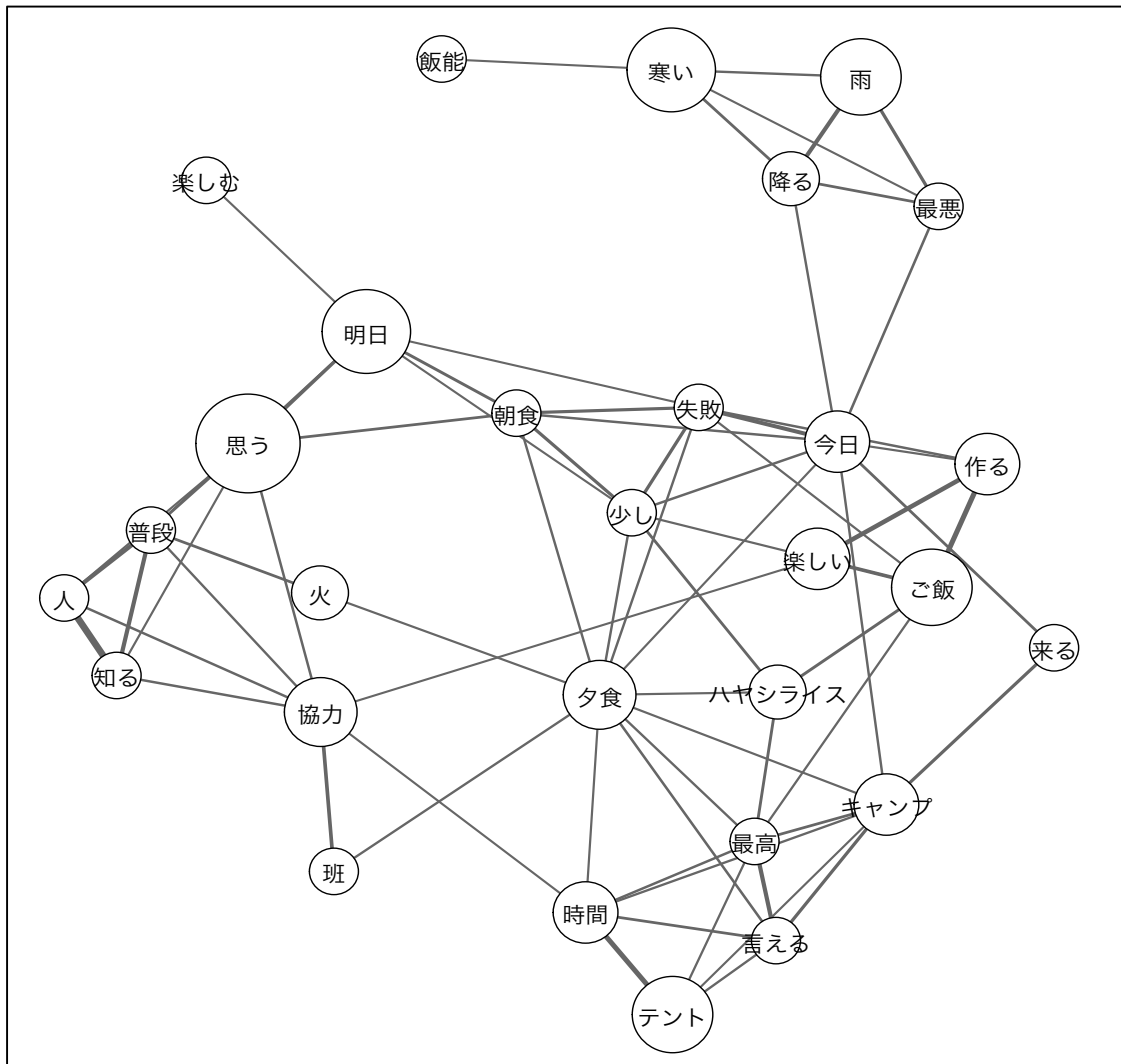 飯能
寒い
雨
楽しむ
降る
最悪
明日
朝食
失敗
思う
今日
作る
少し
普段
楽しい
火
ご飯
人
来る
知る
協力
夕食
ハヤシライス
キャンプ
最高
班
時間
言える
テント